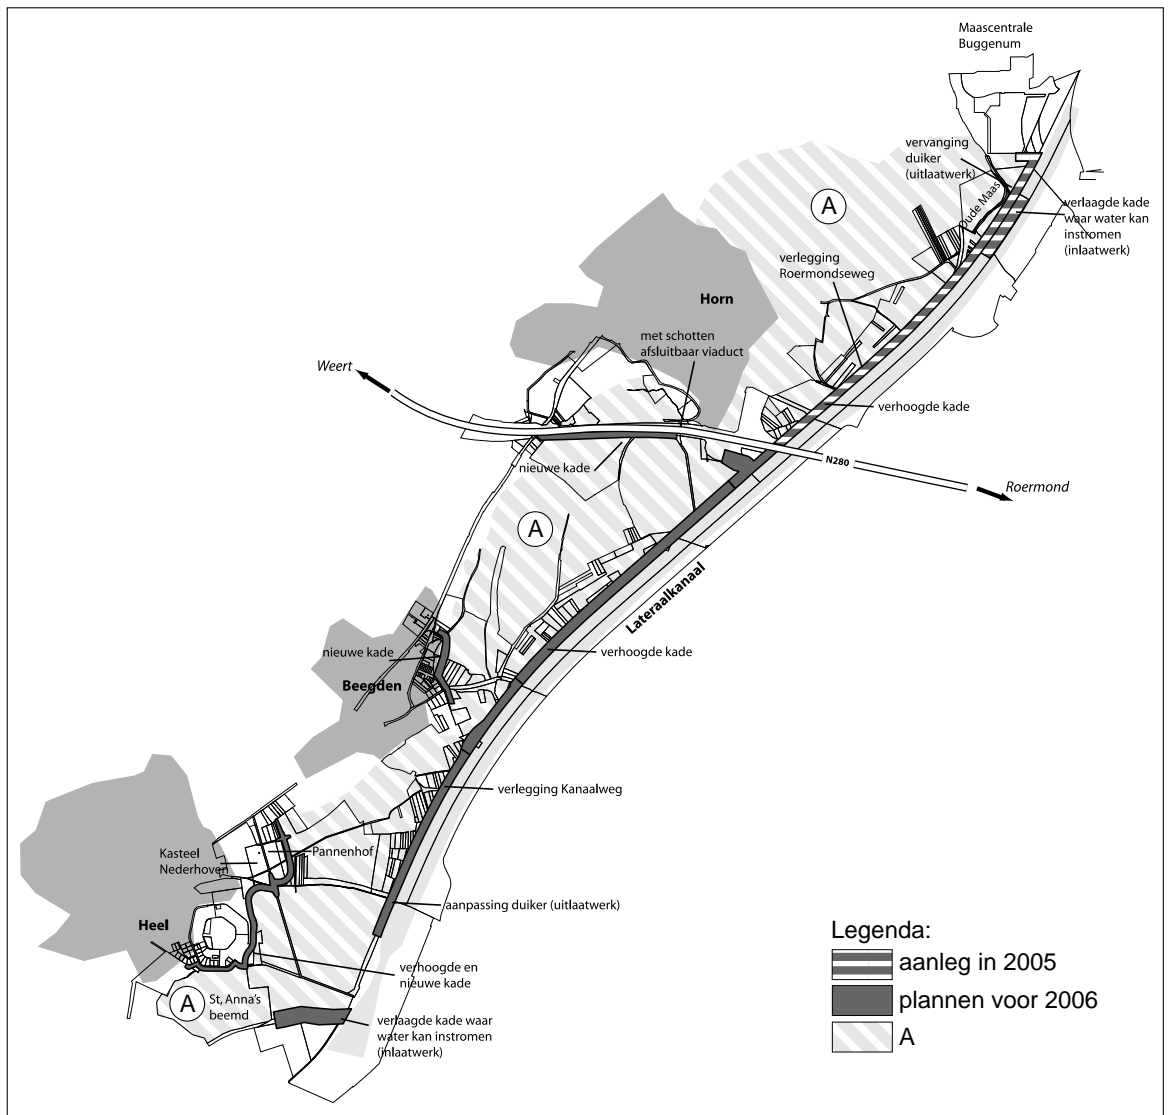 Maascentrale
Buggenum
vervanging
duiker
(uitlaatwerk)
Oude Maas
verlaagde kade
waar water kan
instromen
(inlaatwerk)
A
verlegging
Roermondseweg
Horn
met schotten
afsluitbaar viaduct
Weert
verhoogde kade
N280
nieuwe kade
Roermond
A
Lateraalkanaal
nieuwe kade
verhoogde kade
Beegden
verlegging Kanaalweg
Kasteel
Nederhoven
Pannenhof
aanpassing duiker (uitlaatwerk)
Heel
verhoogde en
nieuwe kade
A
St, Anna's
beemd
verlaagde kade waar
water kan instromen
(inlaatwerk)
Legenda:
aanleg in 2005
plannen voor 2006
A